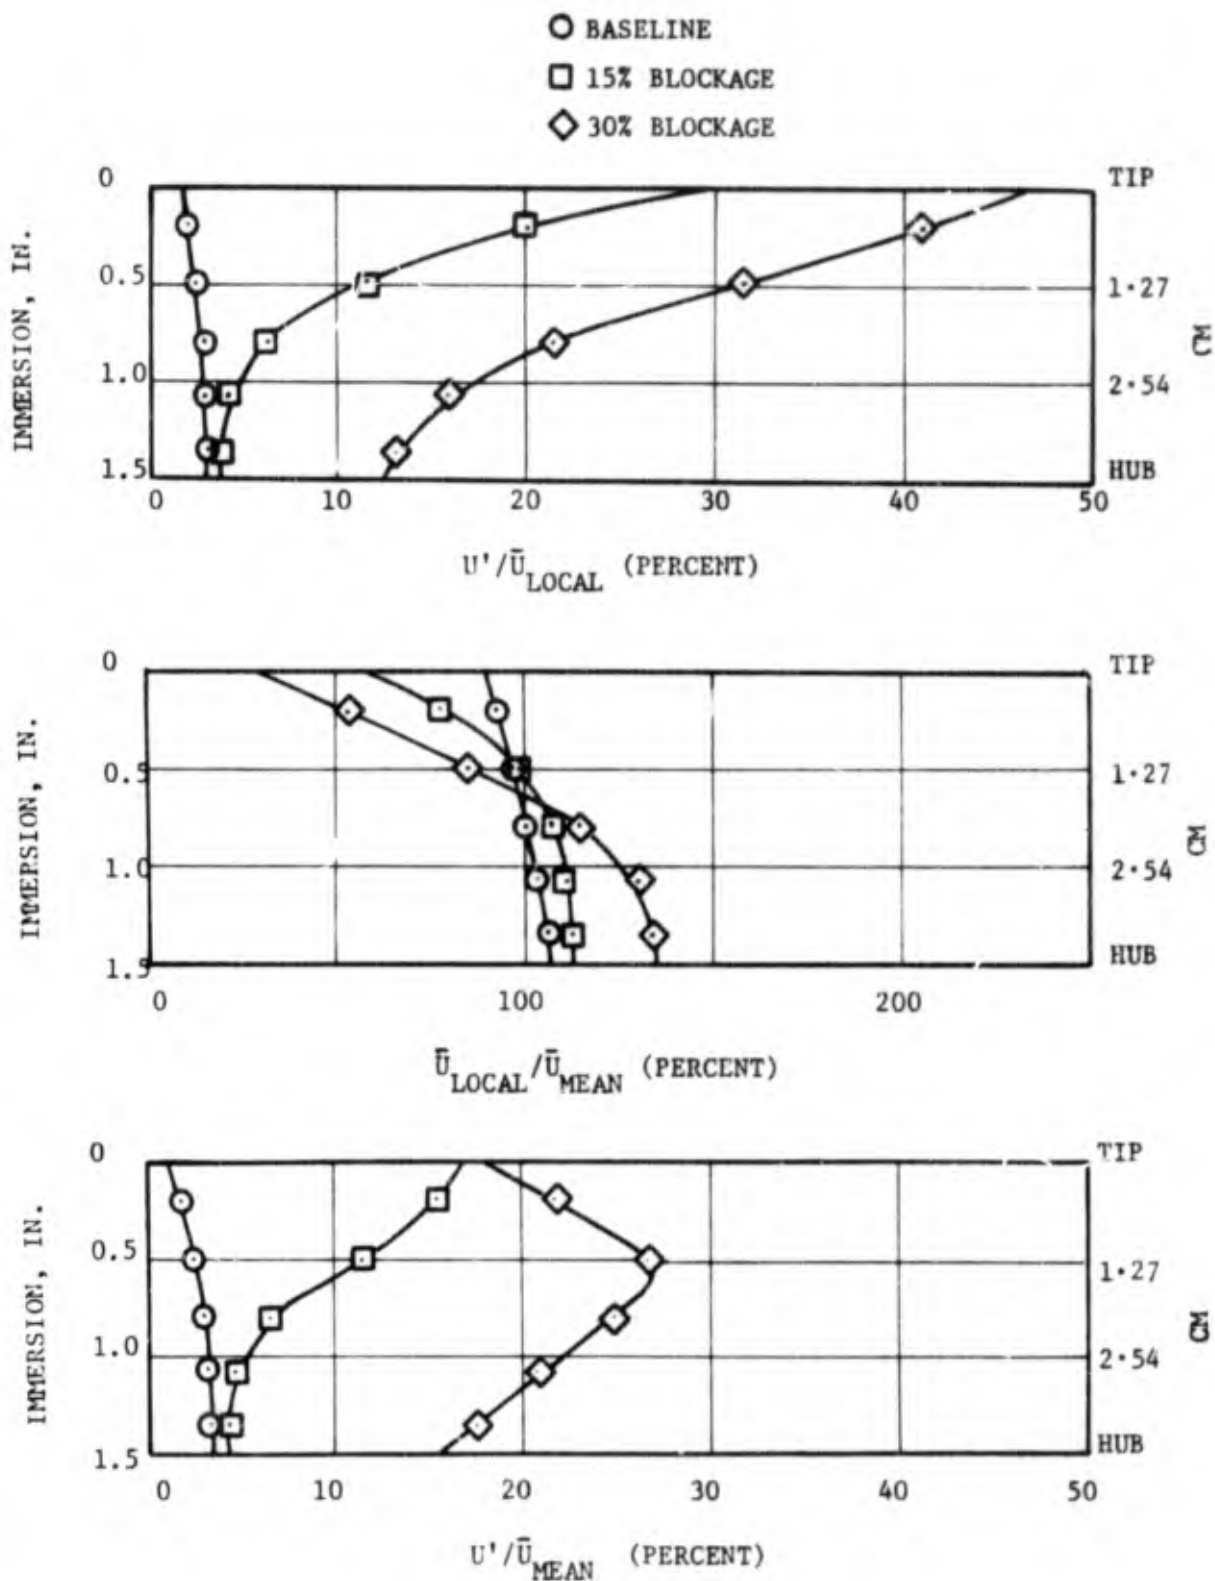 BASELINE
15% BLOCKAGE
30% BLOCKAGE
0 TIP
0.5 1.27
1.0 2.54
1.5 HUB
IMMERSION, IN.
CM
0 10 20 30 40 50
U'/Ū LOCAL (PERCENT)
0 TIP
0.5 1.27
1.0 2.54
1.5 HUB
IMMERSION, IN.
CM
0 100 200
Ū LOCAL/Ū MEAN (PERCENT)
0 TIP
0.5 1.27
1.0 2.54
1.5 HUB
IMMERSION, IN.
CM
0 10 20 30 40 50
U'/Ū MEAN (PERCENT)